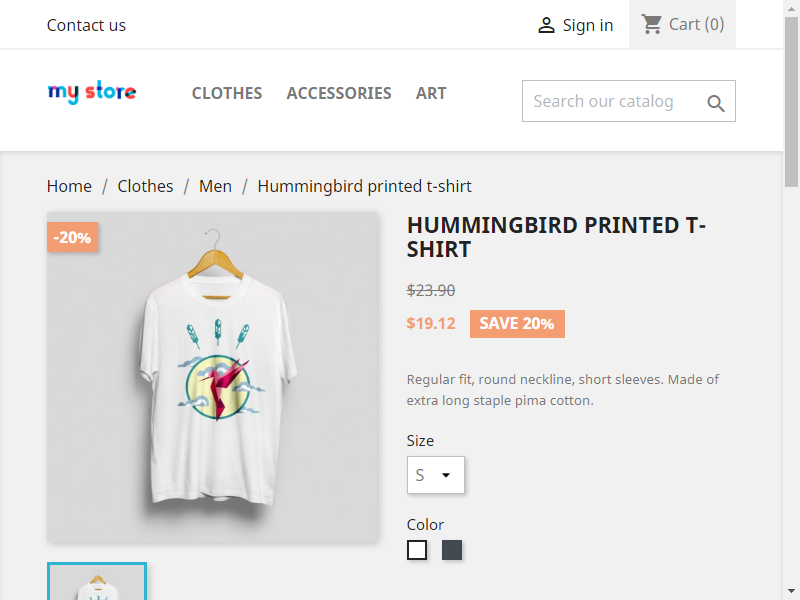 Contact us
Sign in
Cart (0)
my store
CLOTHES
ACCESSORIES
ART
Search our catalog
Home / Clothes / Men / Hummingbird printed t-shirt
-20%
HUMMINGBIRD PRINTED T-
SHIRT
$23.90
$19.12
SAVE 20%
Regular fit, round neckline, short sleeves. Made of
extra long staple pima cotton.
Size
S
Color